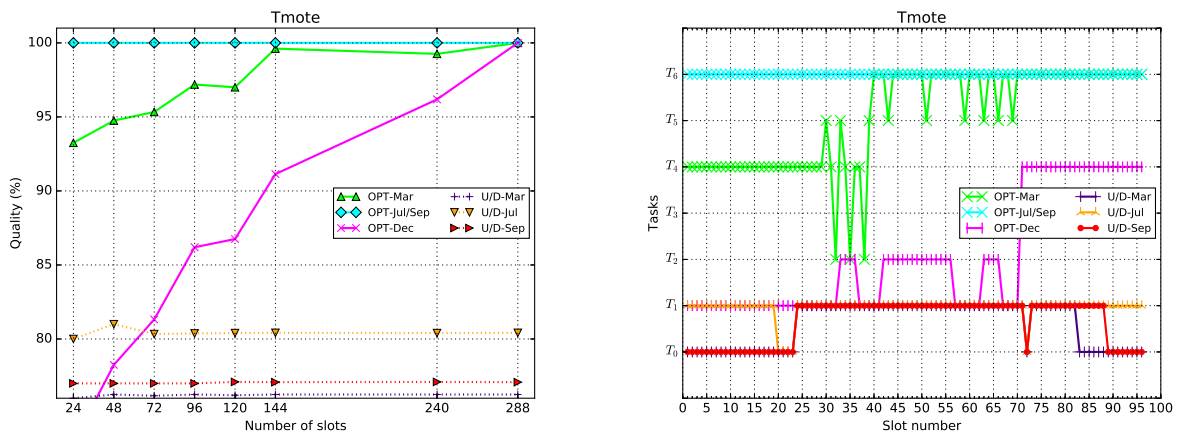 Tmote
100
95
90
85
80
Quality (%)
24 48 72 96 120 144 240 288
Number of slots
OPT-Mar
OPT-Jul/Sep
OPT-Dec
U/D-Mar
U/D-Jul
U/D-Sep
Tmote
T6
T5
T4
T3
T2
T1
T0
Tasks
0 5 10 15 20 25 30 35 40 45 50 55 60 65 70 75 80 85 90 95 100
Slot number
OPT-Mar
OPT-Jul/Sep
OPT-Dec
U/D-Mar
U/D-Jul
U/D-Sep